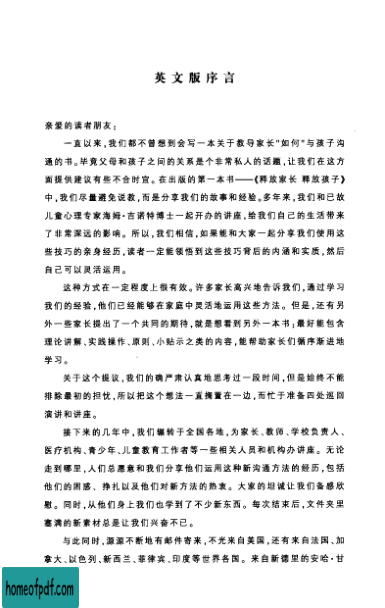 英文版序言
亲爱的读者朋友：
一直以来，我们都不曾想到会写一本关于教导家长"如何"与孩子沟
通的书。毕竟父母和孩子之间的关系是个非常私人的话题，让我们在这方
面提供建议有些不合时宜。在出版的第一本书——《释放家长 释放孩子》
中，我们尽量避免说教，而是分享我们的故事和经验。多年来，我们和已故
儿童心理专家海姆·吉诺特博士一起开办的讲座，给我们自己的生活带来
了非常深远的影响。所以，我们相信，如果能和大家一起分享我们使用这
些技巧的亲身经历，读者一定能领悟到这些技巧背后的内涵和实质，然后
自己可以灵活运用。
这种方式在一定程度上很有效。许多家长高兴地告诉我们，通过学习
我们的经验，他们已经能够在家庭中灵活地运用这些方法。但是，还有另
外一些家长提出了一个共同的期待，就是想看到另外一本书：最好能包含
理论讲解、实践操作、原则、小贴示之类的内容，能帮助家长们循序渐进地
学习。
关于这个提议，我们的确严肃认真地思考过一段时间，但是始终不能
排除最初的担忧，所以把这个想法一直搁置在一边，而忙于准备四处巡回
演讲和讲座。
接下来的几年中，我们辗转于全国各地，为家长、教师、学校负责人、
医疗机构、青少年、儿童教育工作者等一些相关人员和机构办讲座。无论
走到哪里，人们总愿意和我们分享他们运用这种新沟通方法的经历，包括
他们的困惑、挣扎以及他们对新方法的热衷。大家的坦诚让我们备感欣
慰。同时，从他们身上我们也学到了不少新东西。每次结束后，文件夹里
塞满的新素材总是让我们兴奋不已。
与此同时，源源不断地有邮件寄来，不光来自美国，还有来自法国、加
拿大、以色列、新西兰、菲律宾、印度等世界各国。来自新德里的安哈·甘
homeofpdf.com